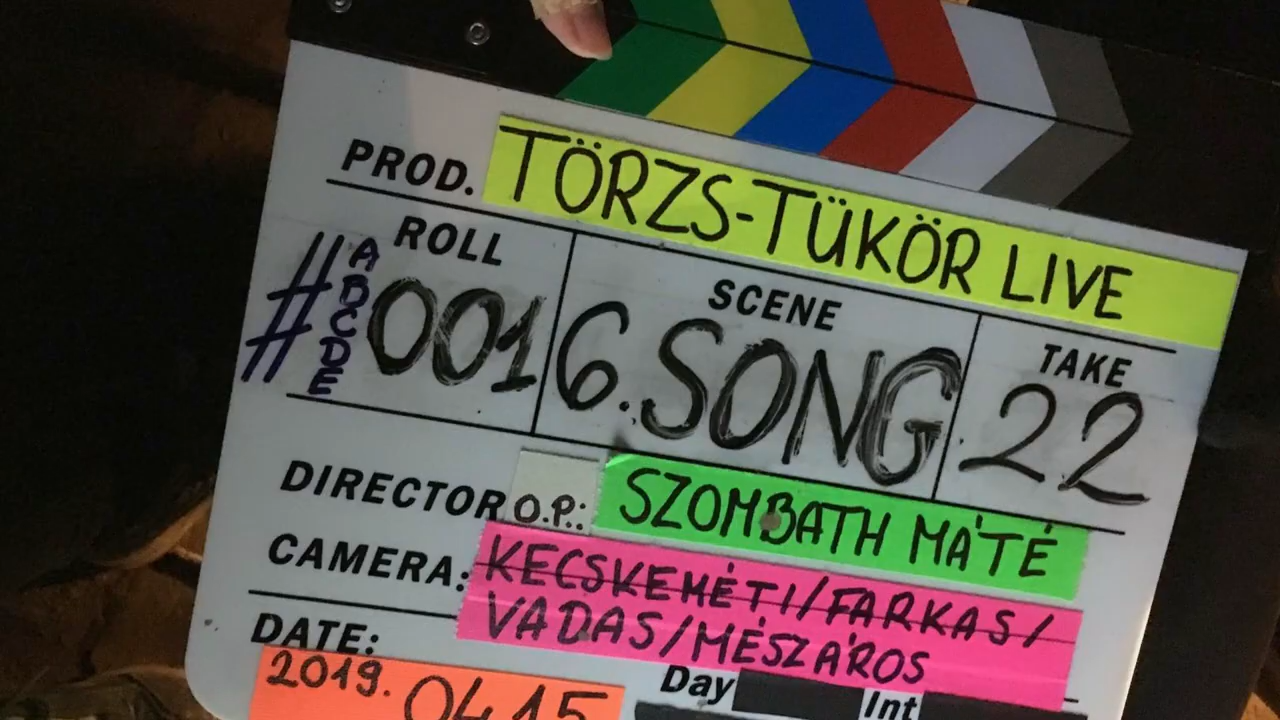 PROD. TÖRZS-TÜKÖR LIVE
ROLL SCENE TAKE
# # A B C D E 001 6. SONG 22
DIRECTOR O.P.: SZOMBATH MÁTÉ
CAMERA: KECSKEMÉTI/FARKAS/
VADAS/MÉSZÁROS
DATE: Day Int
2019. 04.15